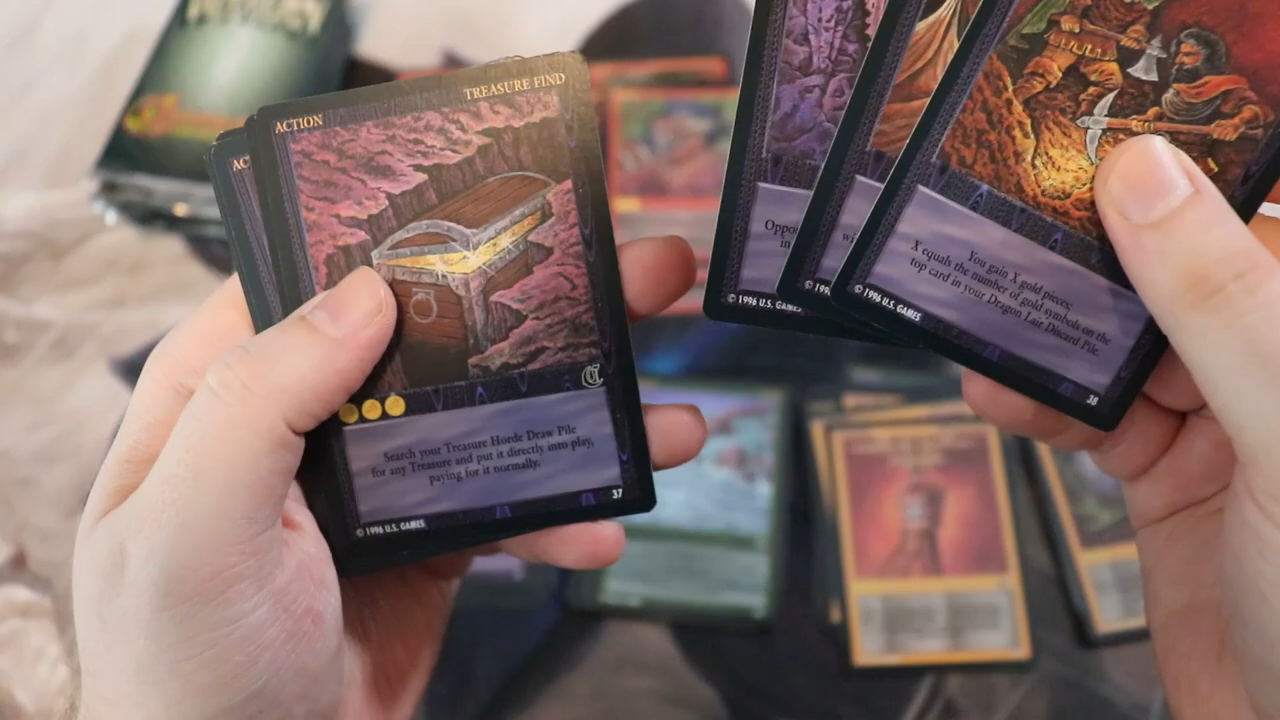 TREASURE FIND
ACTION
AC
Search your Treasure Horde Draw Pile
for any Treasure and put it directly into play,
paying for it normally.
37
© 1996 U.S. GAMES
Oppo
in
© 1996 U.S. GAMES
wi
© 199
You gain X gold pieces;
X equals the number of gold symbols on the
top card in your Dragon Lair Discard Pile.
© 1996 U.S. GAMES
38